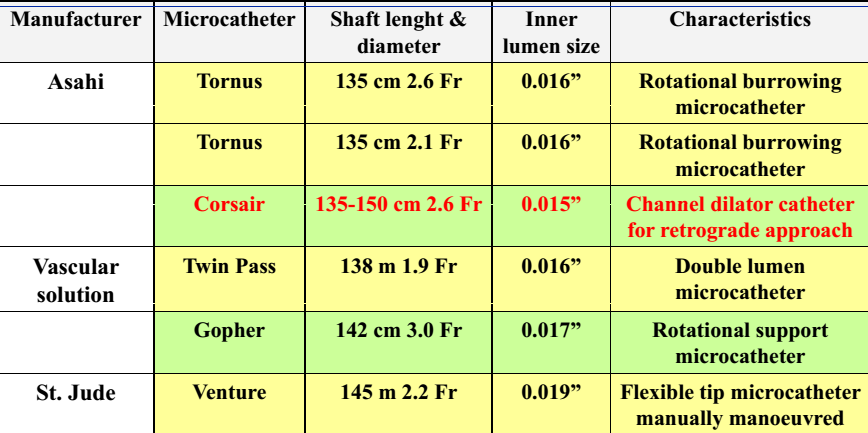 Manufacturer Microcatheter Shaft lenght & Inner Characteristics
diameter lumen size
Asahi Tornus 135 cm 2.6 Fr 0.016” Rotational burrowing
microcatheter
Tornus 135 cm 2.1 Fr 0.016” Rotational burrowing
microcatheter
Corsair 135-150 cm 2.6 Fr 0.015” Channel dilator catheter
for retrograde approach
Vascular Twin Pass 138 m 1.9 Fr 0.016” Double lumen
solution microcatheter
Gopher 142 cm 3.0 Fr 0.017” Rotational support
microcatheter
St. Jude Venture 145 m 2.2 Fr 0.019” Flexible tip microcatheter
manually manoeuvred